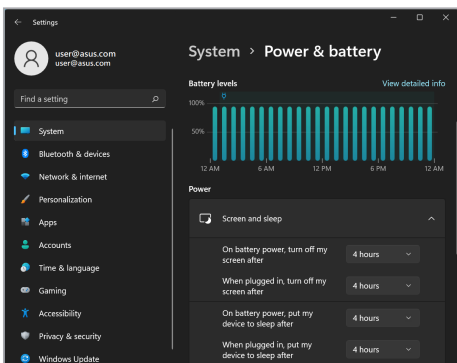 Settings
user@asus.com
user@asus.com
Find a setting
System
Bluetooth & devices
Network & internet
Personalization
Apps
Accounts
Time & language
Gaming
Accessibility
Privacy & security
Windows Update
System > Power & battery
Battery levels
View detailed info
100%
50%
12 AM 6 AM 12 PM 6 PM 12 AM
Power
Screen and sleep
On battery power, turn off my
screen after
4 hours
When plugged in, turn off my
screen after
4 hours
On battery power, put my
device to sleep after
4 hours
When plugged in, put my
device to sleep after
4 hours